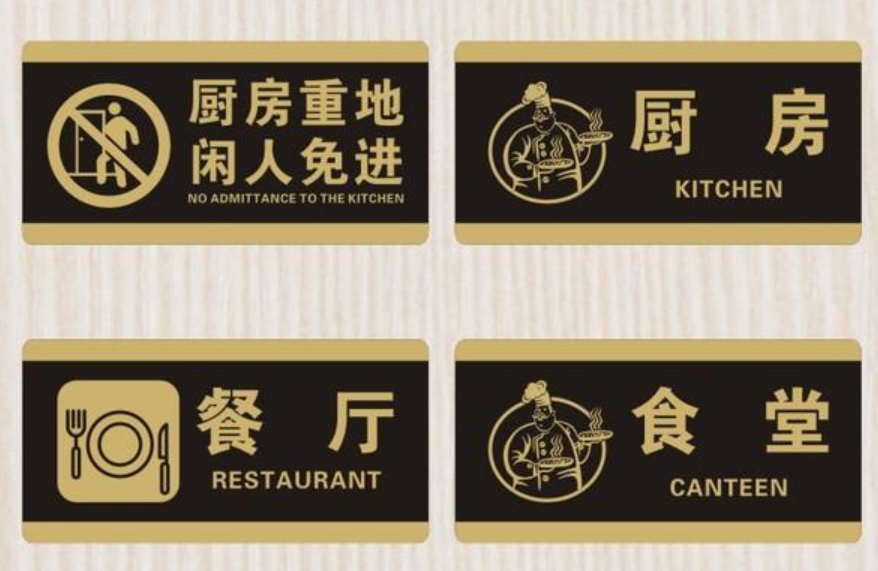 厨房重地
闲人免进
NO ADMITTANCE TO THE KITCHEN
厨 房
KITCHEN
餐 厅
RESTAURANT
食 堂
CANTEEN